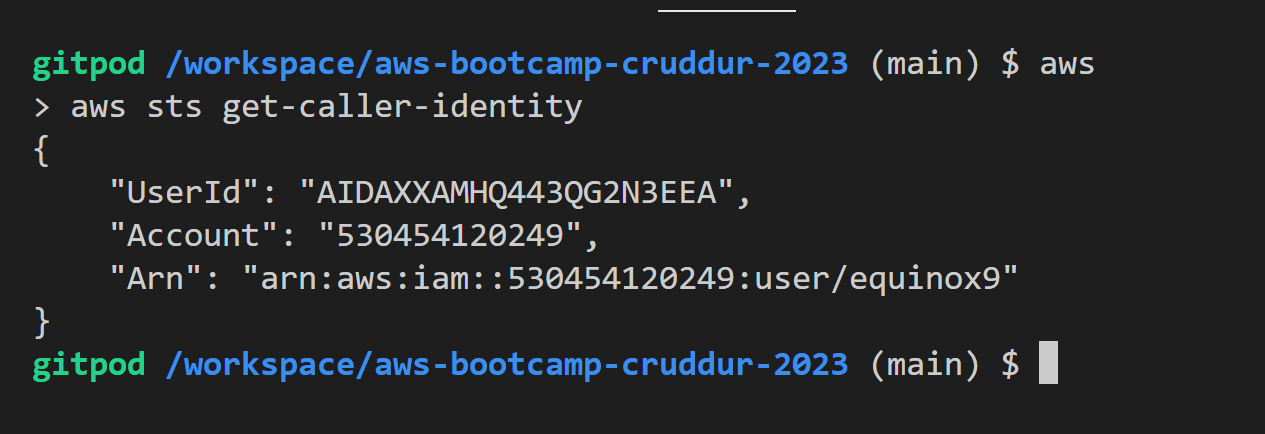 gitpod /workspace/aws-bootcamp-cruddur-2023 (main) $ aws
> aws sts get-caller-identity
{
    "UserId": "AIDAXXAMHQ443QG2N3EEA",
    "Account": "530454120249",
    "Arn": "arn:aws:iam::530454120249:user/equinox9"
}
gitpod /workspace/aws-bootcamp-cruddur-2023 (main) $